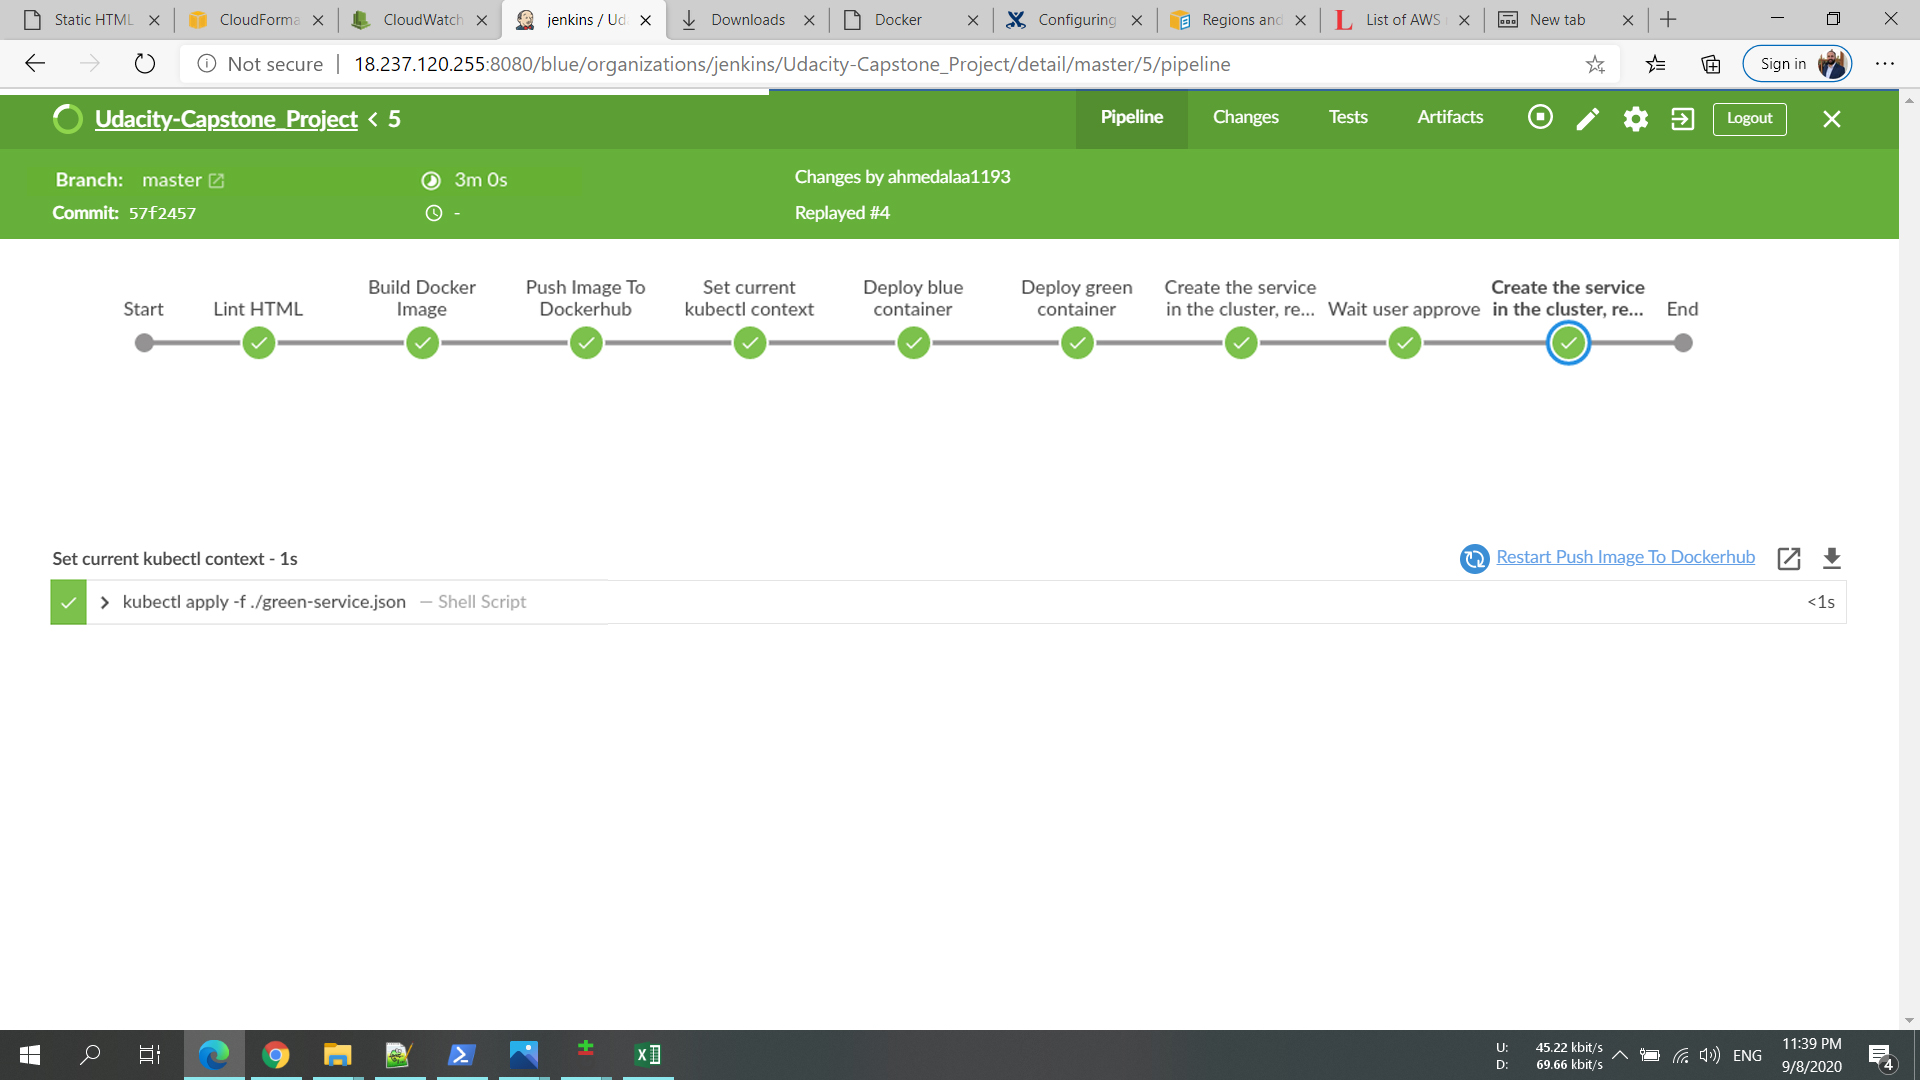 Static HTML
CloudForma
CloudWatch
jenkins / Ud
Downloads
Docker
Configuring
Regions and
List of AWS
New tab
Not secure | 18.237.120.255:8080/blue/organizations/jenkins/Udacity-Capstone_Project/detail/master/5/pipeline
Sign in
Udacity-Capstone_Project < 5
Pipeline
Changes
Tests
Artifacts
Logout
Branch: master
3m 0s
Changes by ahmedalaa1193
Commit: 57f2457
-
Replayed #4
Start
Lint HTML
Build Docker
Image
Push Image To
Dockerhub
Set current
kubectl context
Deploy blue
container
Deploy green
container
Create the service
in the cluster, re...
Wait user approve
Create the service
in the cluster, re...
End
Set current kubectl context - 1s
Restart Push Image To Dockerhub
kubectl apply -f ./green-service.json — Shell Script
<1s
U: 45.22 kbit/s
D: 69.66 kbit/s
ENG
11:39 PM
9/8/2020
4